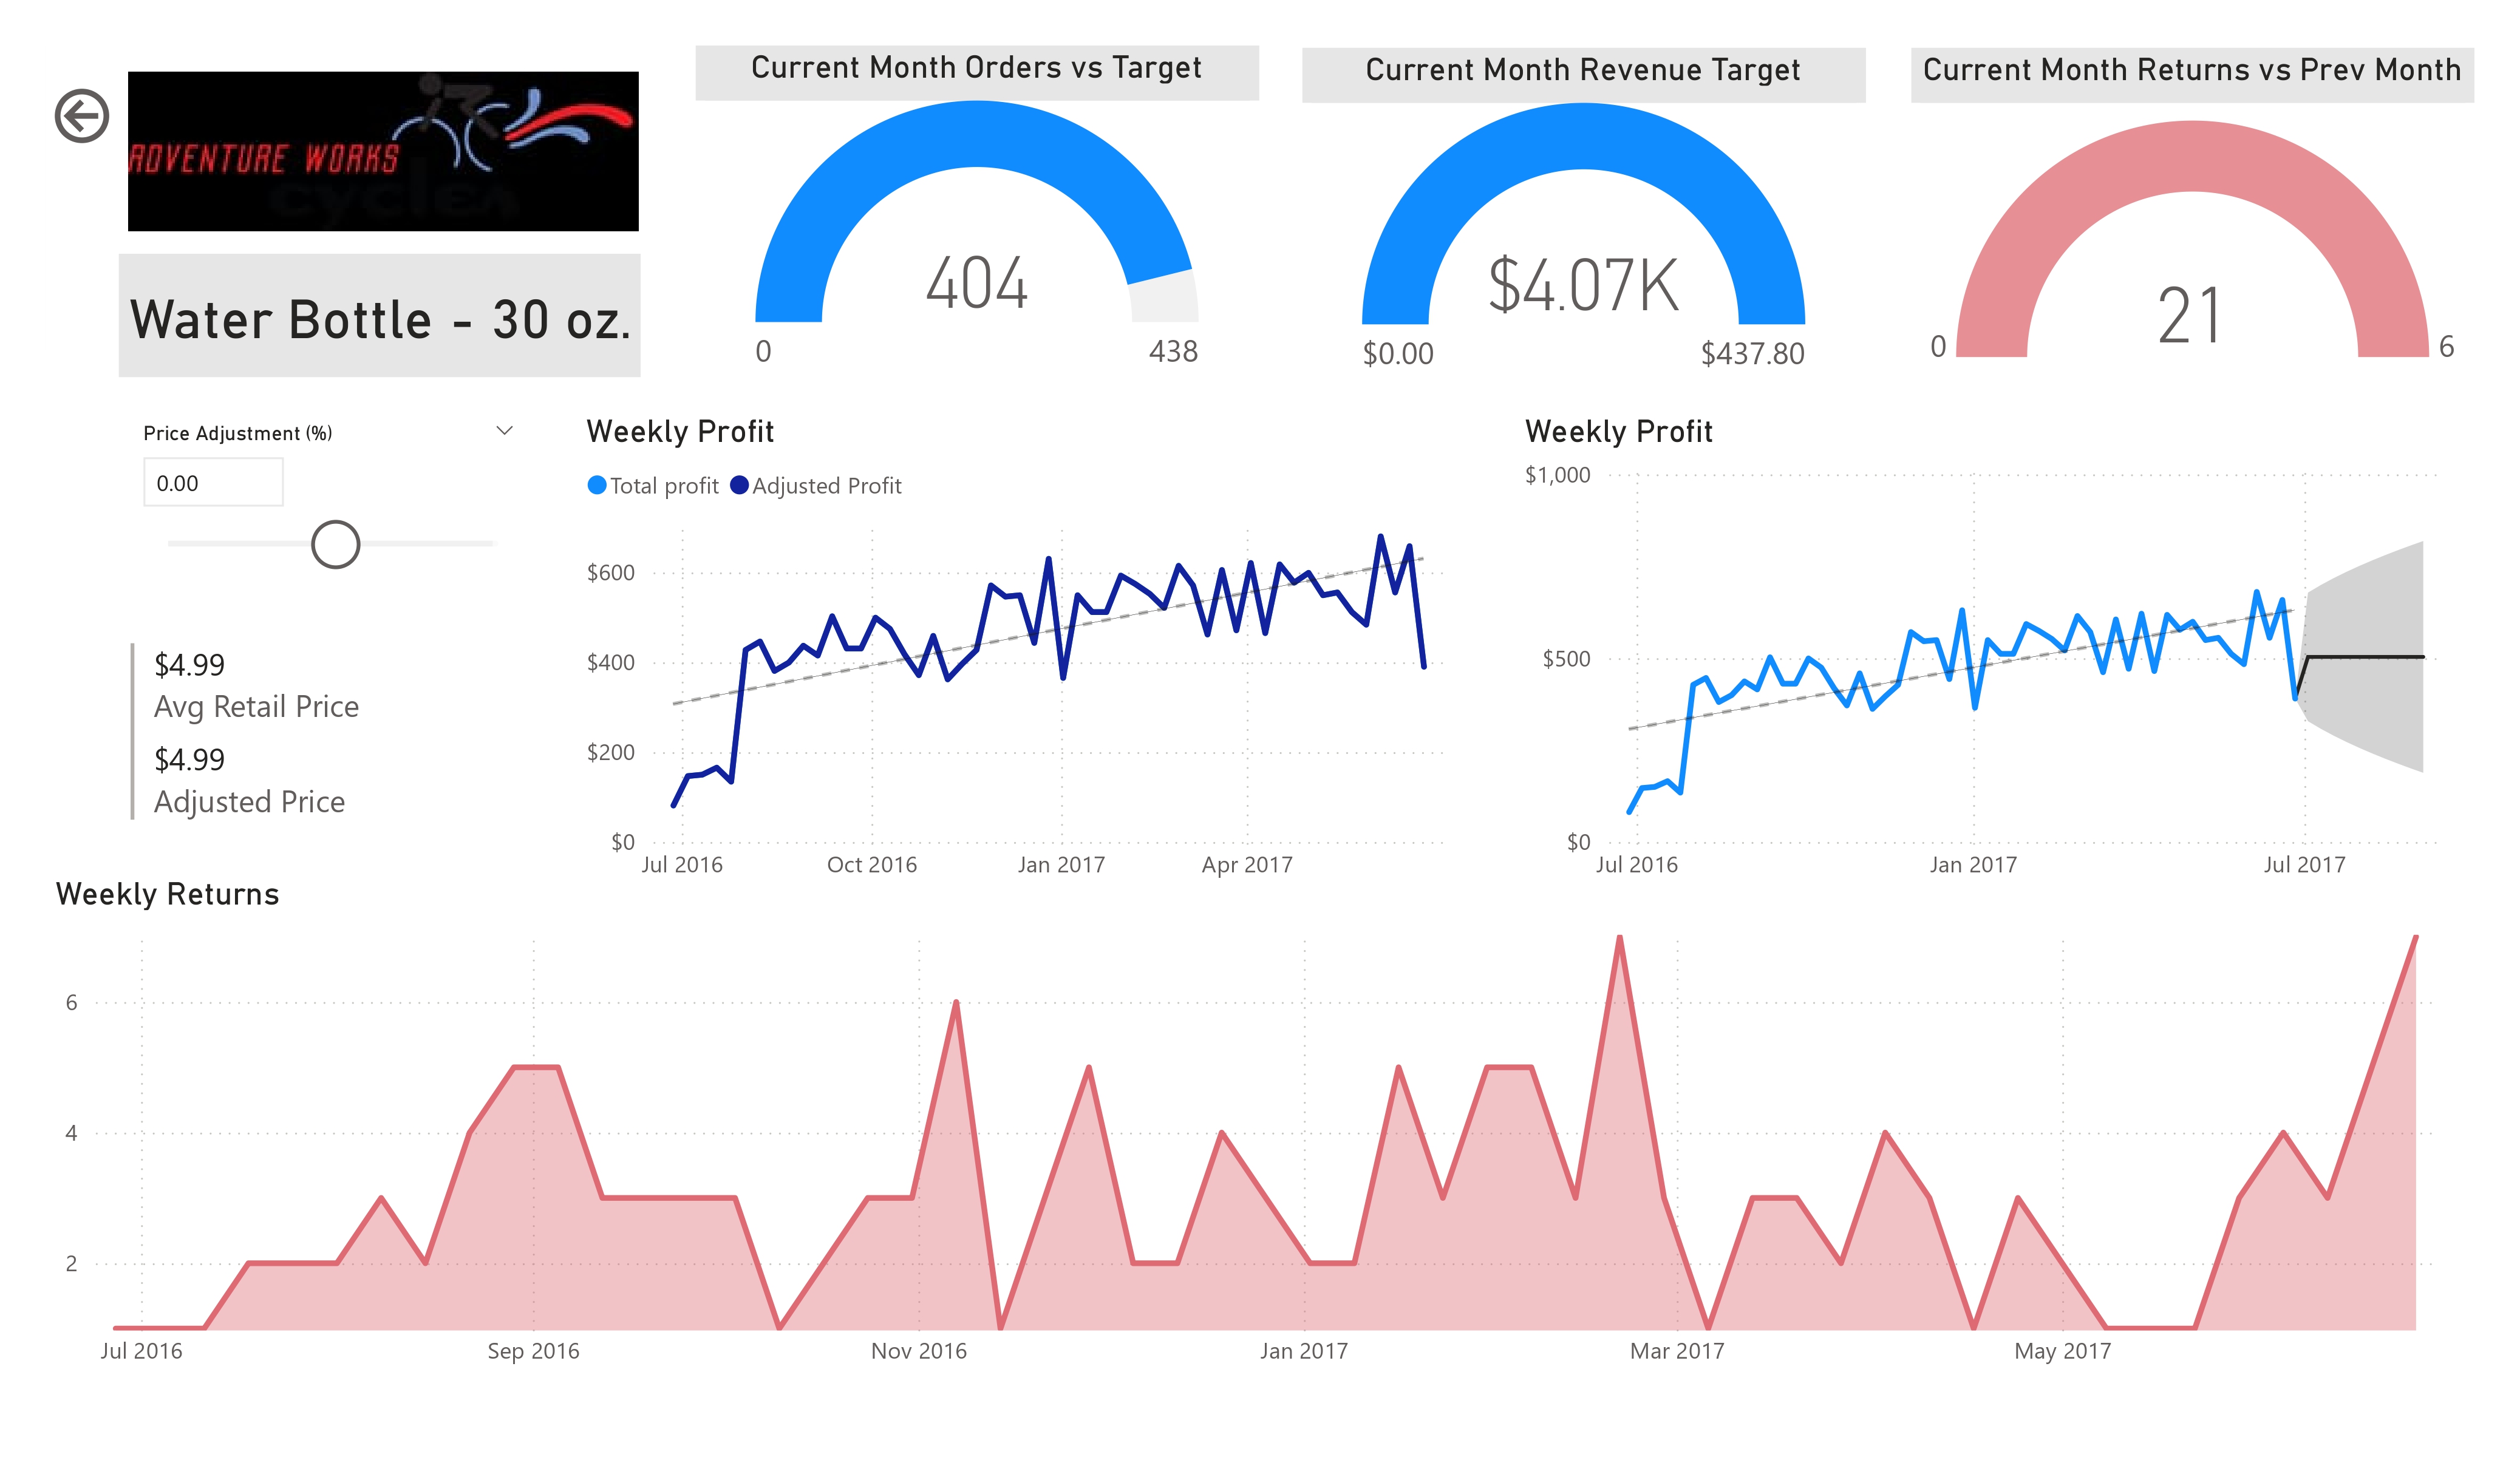 ADVENTURE WORKS
cycles
Water Bottle - 30 oz.
Current Month Orders vs Target
404
0
438
Current Month Revenue Target
$4.07K
$0.00
$437.80
Current Month Returns vs Prev Month
21
0
6
Price Adjustment (%)
0.00
$4.99
Avg Retail Price
$4.99
Adjusted Price
Weekly Profit
Total profit
Adjusted Profit
$600
$400
$200
$0
Jul 2016
Oct 2016
Jan 2017
Apr 2017
Weekly Profit
$1,000
$500
$0
Jul 2016
Jan 2017
Jul 2017
Weekly Returns
6
4
2
Jul 2016
Sep 2016
Nov 2016
Jan 2017
Mar 2017
May 2017